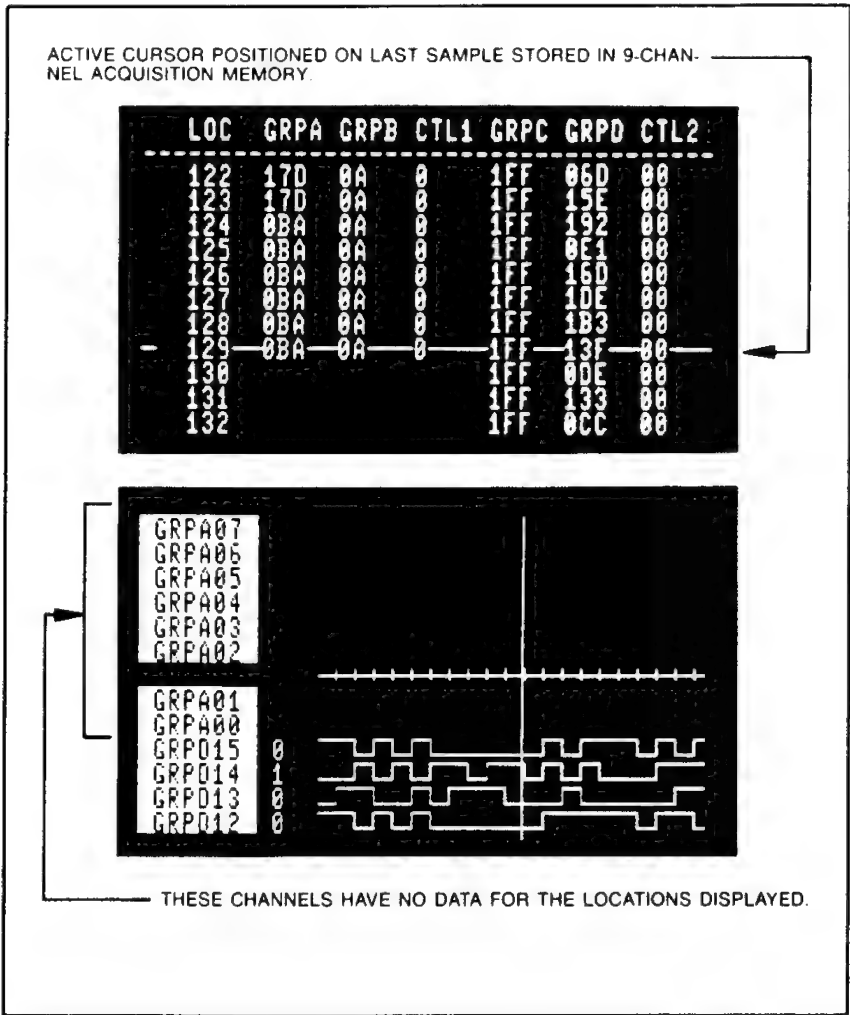 ACTIVE CURSOR POSITIONED ON LAST SAMPLE STORED IN 9-CHAN-
NEL ACQUISITION MEMORY.
LOC GRPA GRPB CTL1 GRPC GRPD CTL2
122 17D 0A 0 1FF 06D 00
123 17D 0A 0 1FF 15E 00
124 0BA 0A 0 1FF 192 00
125 0BA 0A 0 1FF 0E1 00
126 0BA 0A 0 1FF 16D 00
127 0BA 0A 0 1FF 1DE 00
128 0BA 0A 0 1FF 1B3 00
129 0BA 0A 0 1FF 13F 00
130 1FF 0DE 00
131 1FF 133 00
132 1FF 0CC 00
GRPA07
GRPA06
GRPA05
GRPA04
GRPA03
GRPA02
GRPA01
GRPA00
GRPD15 0
GRPD14 1
GRPD13 0
GRPD12 0
THESE CHANNELS HAVE NO DATA FOR THE LOCATIONS DISPLAYED.